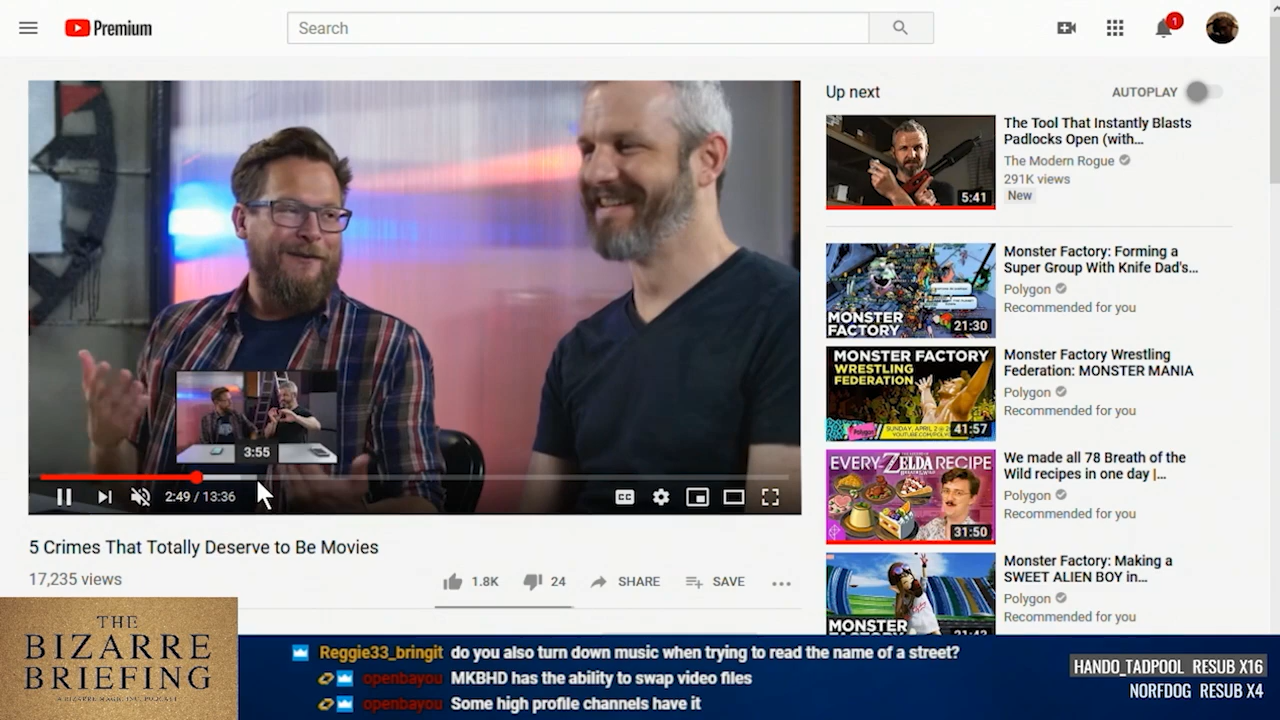 Premium
Search
1
Up next
AUTOPLAY
The Tool That Instantly Blasts
Padlocks Open (with...
The Modern Rogue
291K views
New
5:41
Monster Factory: Forming a
Super Group With Knife Dad's...
Polygon
Recommended for you
MONSTER
FACTORY
21:30
Monster Factory Wrestling
Federation: MONSTER MANIA
Polygon
Recommended for you
MONSTER FACTORY
WRESTLING
FEDERATION
SUNDAY, APRIL 2 @
41:57
We made all 78 Breath of the
Wild recipes in one day |...
Polygon
Recommended for you
EVERY ZELDA RECIPE
31:50
Monster Factory: Making a
SWEET ALIEN BOY in...
Polygon
Recommended for you
MONSTER
3:55
2:49 / 13:36
CC
5 Crimes That Totally Deserve to Be Movies
17,235 views
1.8K
24
SHARE
SAVE
THE
BIZARRE
BRIEFING
Reggie33_bringit do you also turn down music when trying to read the name of a street?
openbayou MKBHD has the ability to swap video files
openbayou Some high profile channels have it
HANDO_TADPOOL RESUB X16
NORFDOG RESUB X4